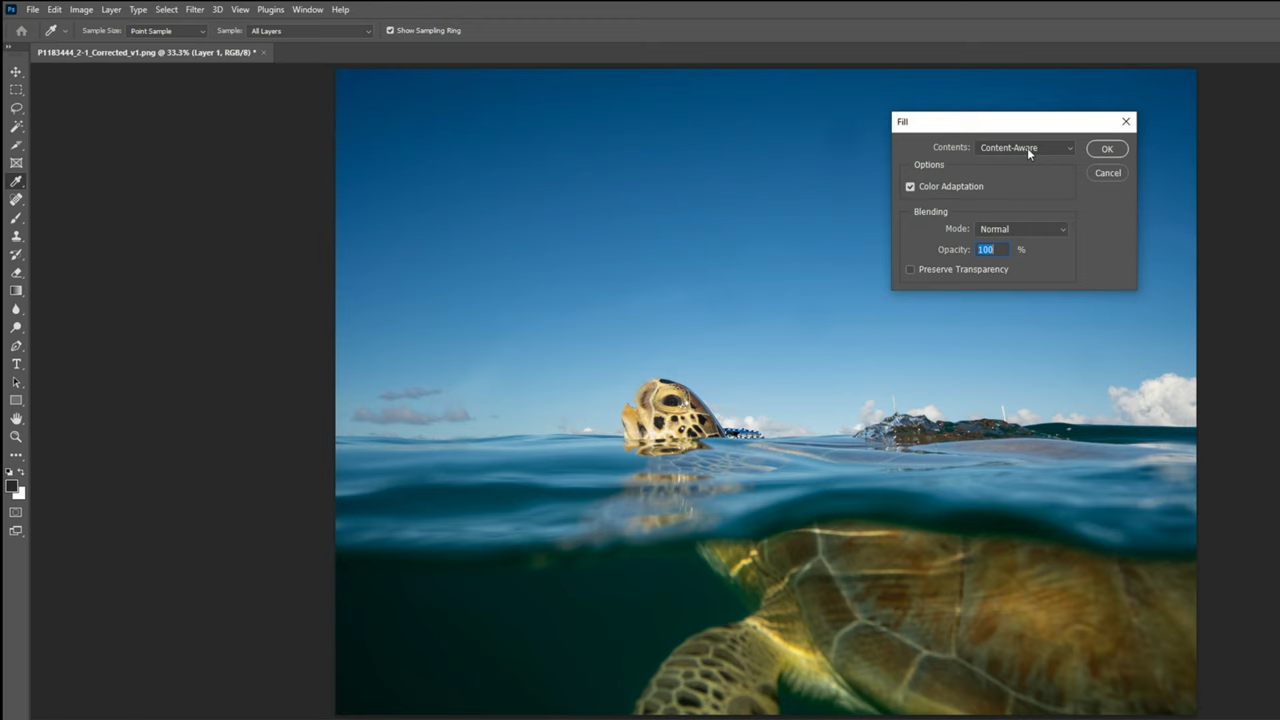 Ps File Edit Image Layer Type Select Filter 3D View Plugins Window Help
Sample Size: Point Sample Sample: All Layers Show Sampling Ring
P1183444_2-1_Corrected_v1.png @ 33.3% (Layer 1, RGB/8) *
Fill
Contents: Content-Aware OK
Options
Cancel
Color Adaptation
Blending
Mode: Normal
Opacity: 100 %
Preserve Transparency